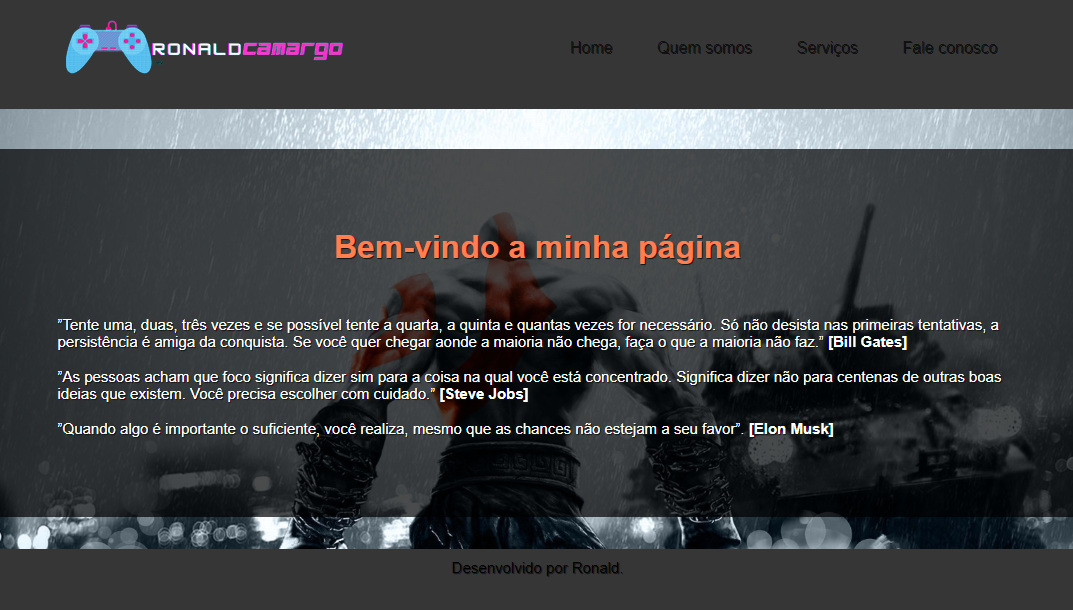 RONALDcamargo
Home Quem somos Serviços Fale conosco
Bem-vindo a minha página
”Tente uma, duas, três vezes e se possível tente a quarta, a quinta e quantas vezes for necessário. Só não desista nas primeiras tentativas, a
persistência é amiga da conquista. Se você quer chegar aonde a maioria não chega, faça o que a maioria não faz.” [Bill Gates]
”As pessoas acham que foco significa dizer sim para a coisa na qual você está concentrado. Significa dizer não para centenas de outras boas
ideias que existem. Você precisa escolher com cuidado.” [Steve Jobs]
”Quando algo é importante o suficiente, você realiza, mesmo que as chances não estejam a seu favor”. [Elon Musk]
Desenvolvido por Ronald.